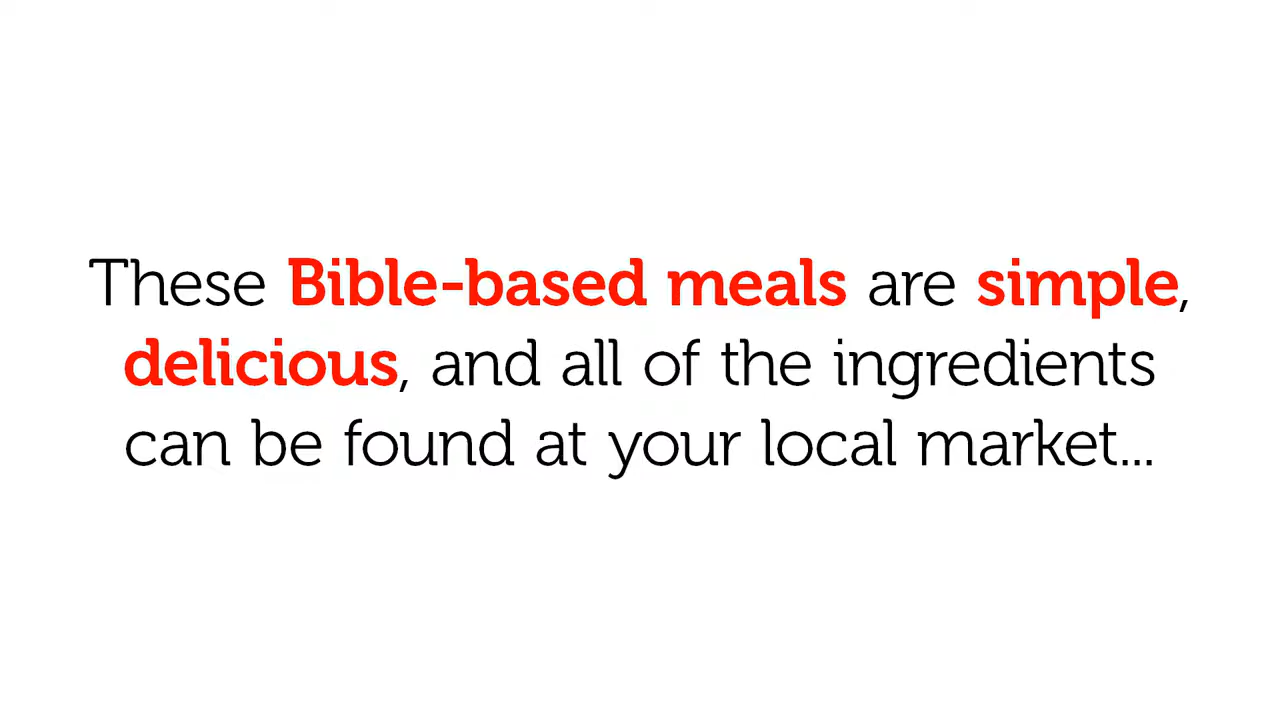 These Bible-based meals are simple,
delicious, and all of the ingredients
can be found at your local market...